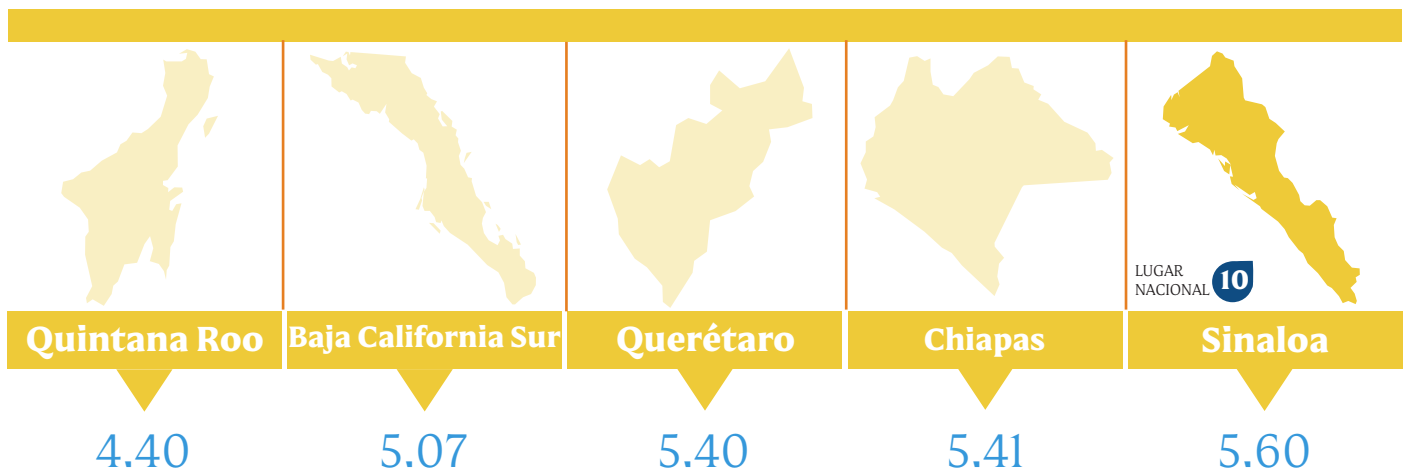 LUGAR
NACIONAL 10
Quintana Roo
Baja California Sur
Querétaro
Chiapas
Sinaloa
4.40
5.07
5.40
5.41
5.60